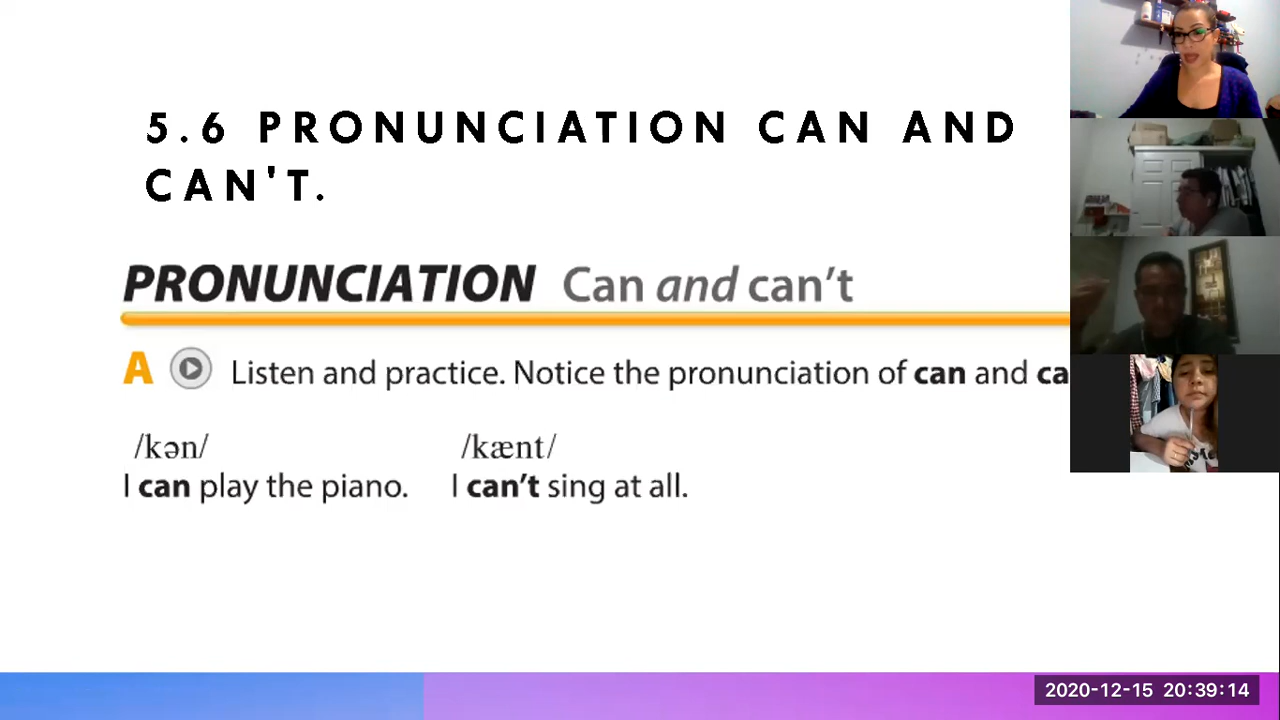 5.6 PRONUNCIATION CAN AND
CAN'T.
PRONUNCIATION Can and can't
A Listen and practice. Notice the pronunciation of can and ca
/kən/ /kænt/
I can play the piano. I can't sing at all.
2020-12-15 20:39:14